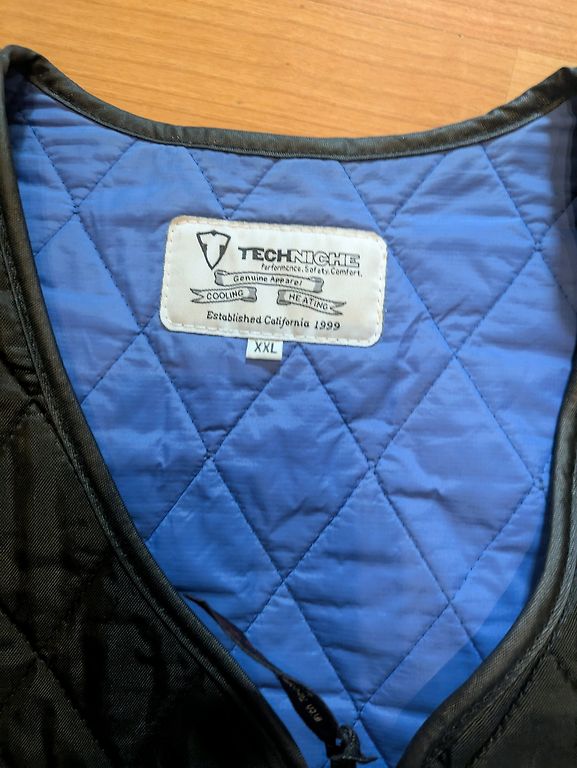 TECHNICHE
Performance. Safety. Comfort.
Genuine Apparel
COOLING HEATING
Established California 1999
XXL